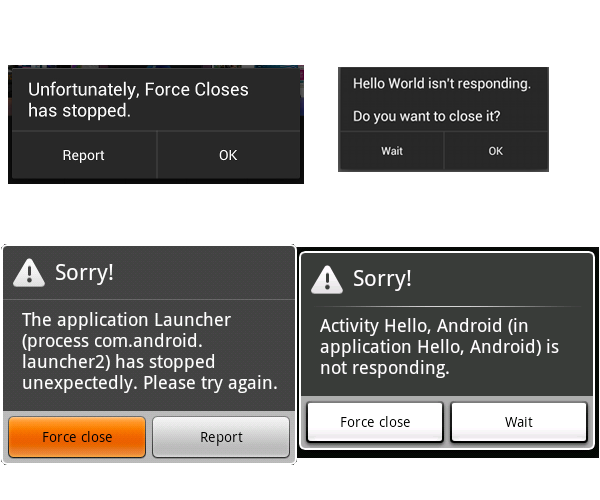 Unfortunately, Force Closes
has stopped.
Report
OK
Hello World isn't responding.
Do you want to close it?
Wait
OK
Sorry!
The application Launcher
(process com.android.
launcher2) has stopped
unexpectedly. Please try again.
Force close
Report
Sorry!
Activity Hello, Android (in
application Hello, Android) is
not responding.
Force close
Wait